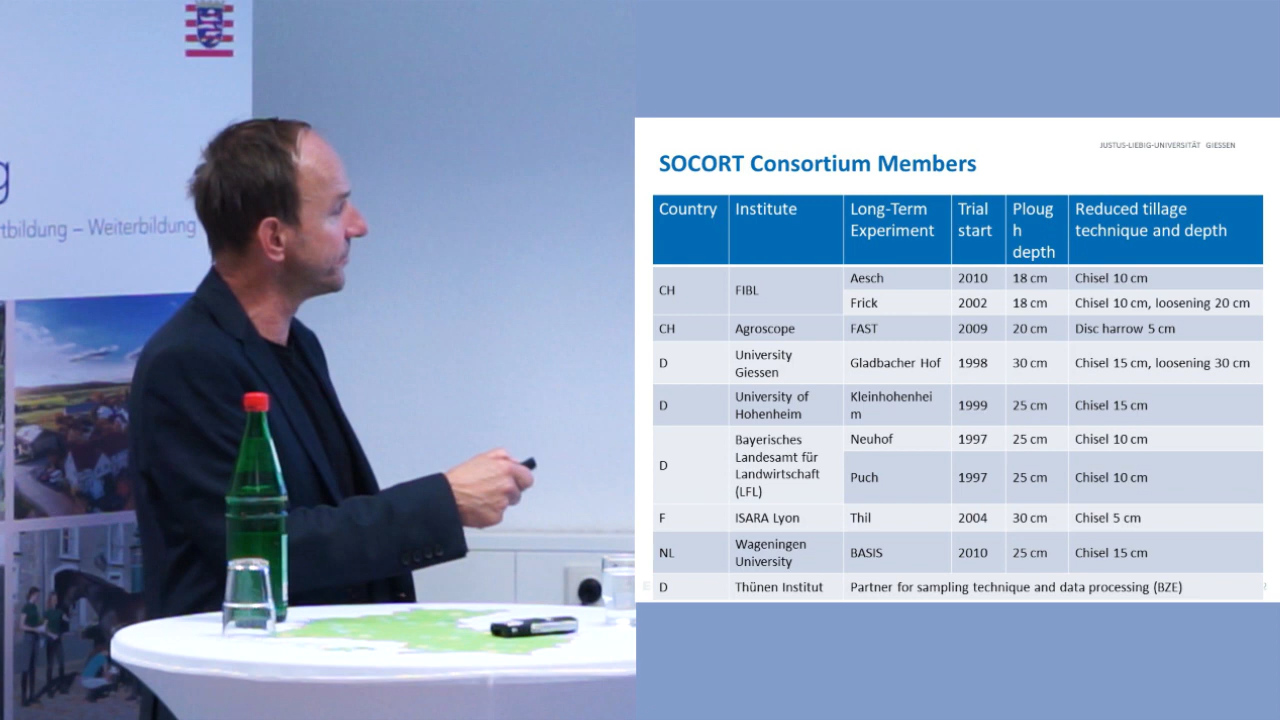 g
tbildung – Weiterbildung
JUSTUS-LIEBIG-UNIVERSITÄT GIESSEN
SOCORT Consortium Members
Country Institute Long-Term Experiment Trial start Ploug h depth Reduced tillage technique and depth
CH FIBL Aesch 2010 18 cm Chisel 10 cm
Frick 2002 18 cm Chisel 10 cm, loosening 20 cm
CH Agroscope FAST 2009 20 cm Disc harrow 5 cm
D University Giessen Gladbacher Hof 1998 30 cm Chisel 15 cm, loosening 30 cm
D University of Hohenheim Kleinhohenhei m 1999 25 cm Chisel 15 cm
D Bayerisches Landesamt für Landwirtschaft (LFL) Neuhof 1997 25 cm Chisel 10 cm
Puch 1997 25 cm Chisel 10 cm
F ISARA Lyon Thil 2004 30 cm Chisel 5 cm
NL Wageningen University BASIS 2010 25 cm Chisel 15 cm
D Thünen Institut Partner for sampling technique and data processing (BZE)